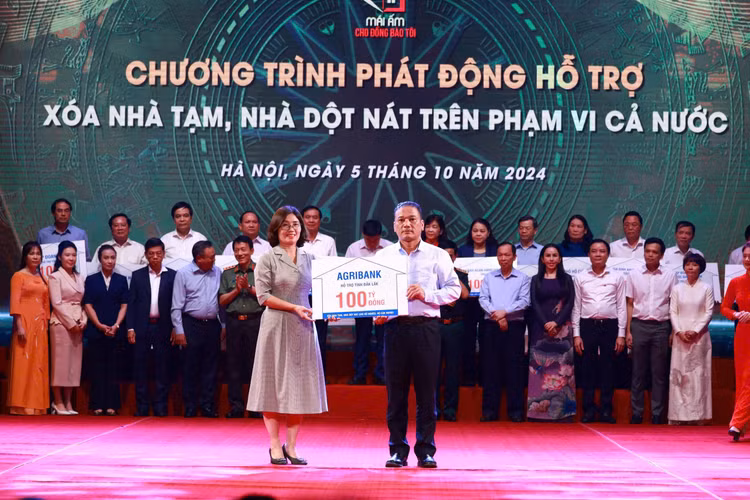 MÁI ẤM
CHO ĐỒNG BÀO TÔI
CHƯƠNG TRÌNH PHÁT ĐỘNG HỖ TRỢ
XÓA NHÀ TẠM, NHÀ DỘT NÁT TRÊN PHẠM VI CẢ NƯỚC
HÀ NỘI, NGÀY 5 THÁNG 10 NĂM 2024
AGRIBANK
HỖ TRỢ TỈNH ĐẮK LẮK
100 TỶ
ĐỒNG